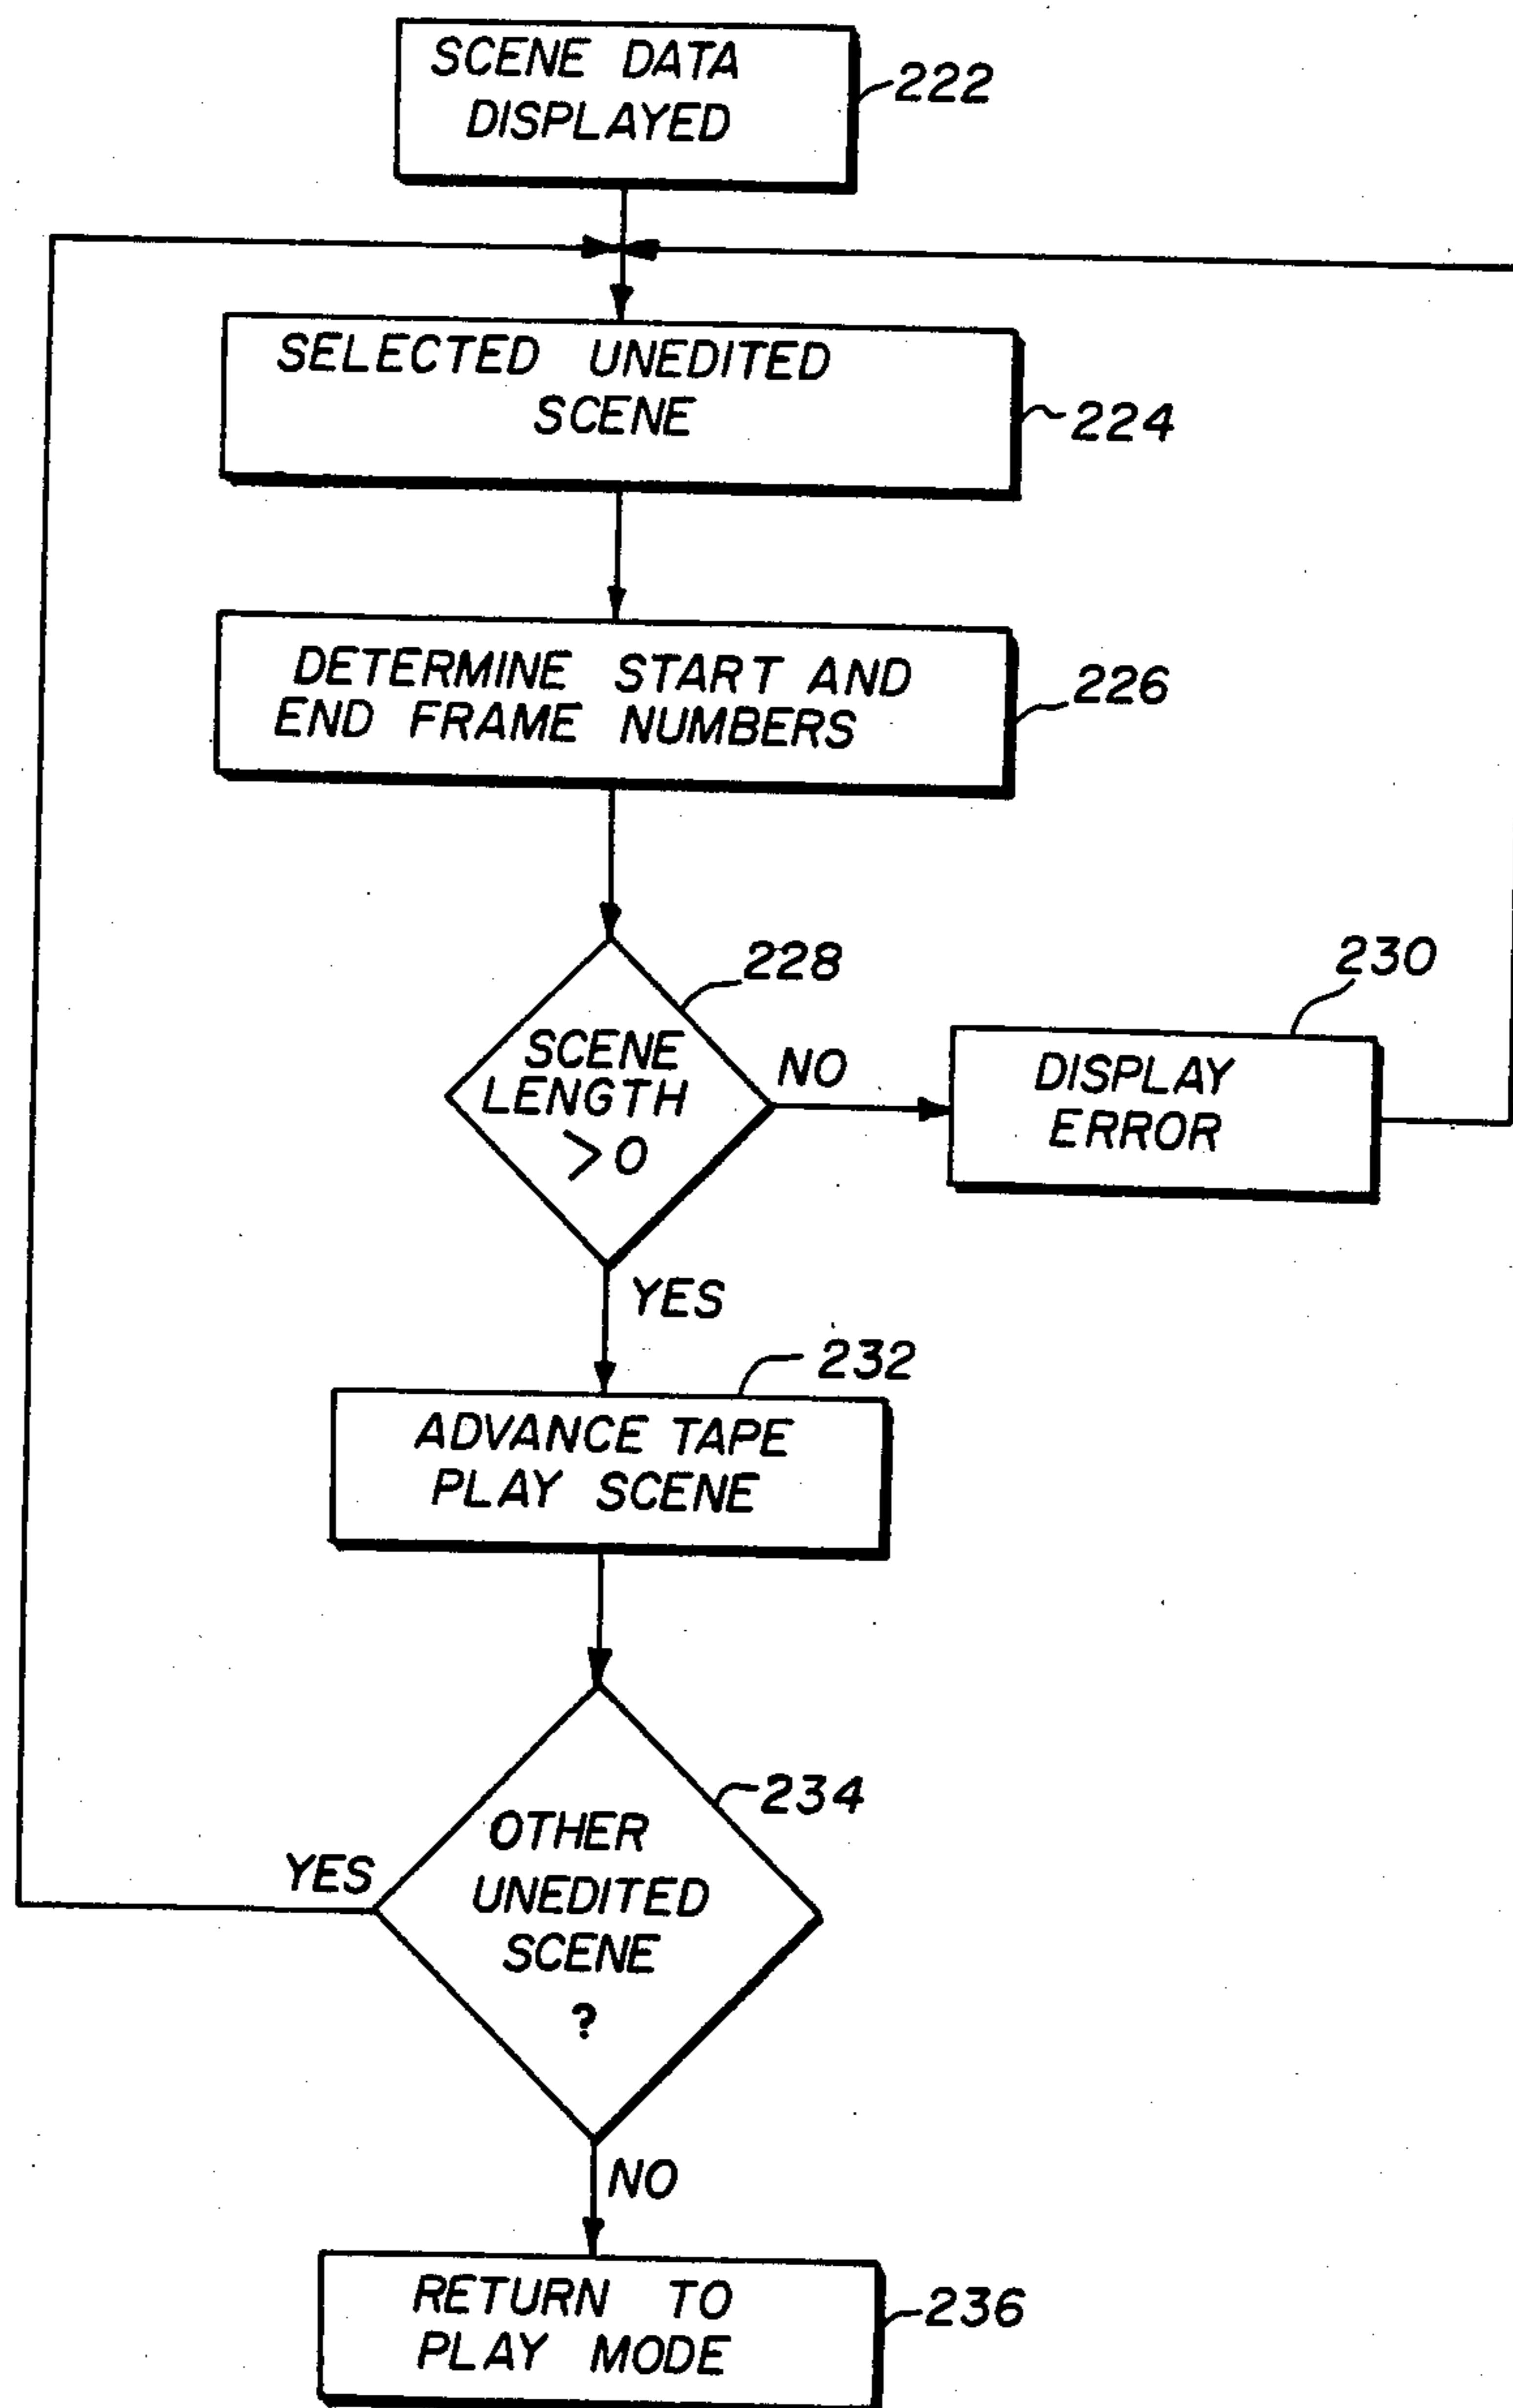 SCENE DATA
DISPLAYED
222
SELECTED UNEDITED
SCENE
224
DETERMINE START AND
END FRAME NUMBERS
226
228
SCENE
LENGTH
>0
NO
230
DISPLAY
ERROR
YES
232
ADVANCE TAPE
PLAY SCENE
234
OTHER
UNEDITED
SCENE
?
YES
NO
RETURN TO
PLAY MODE
236